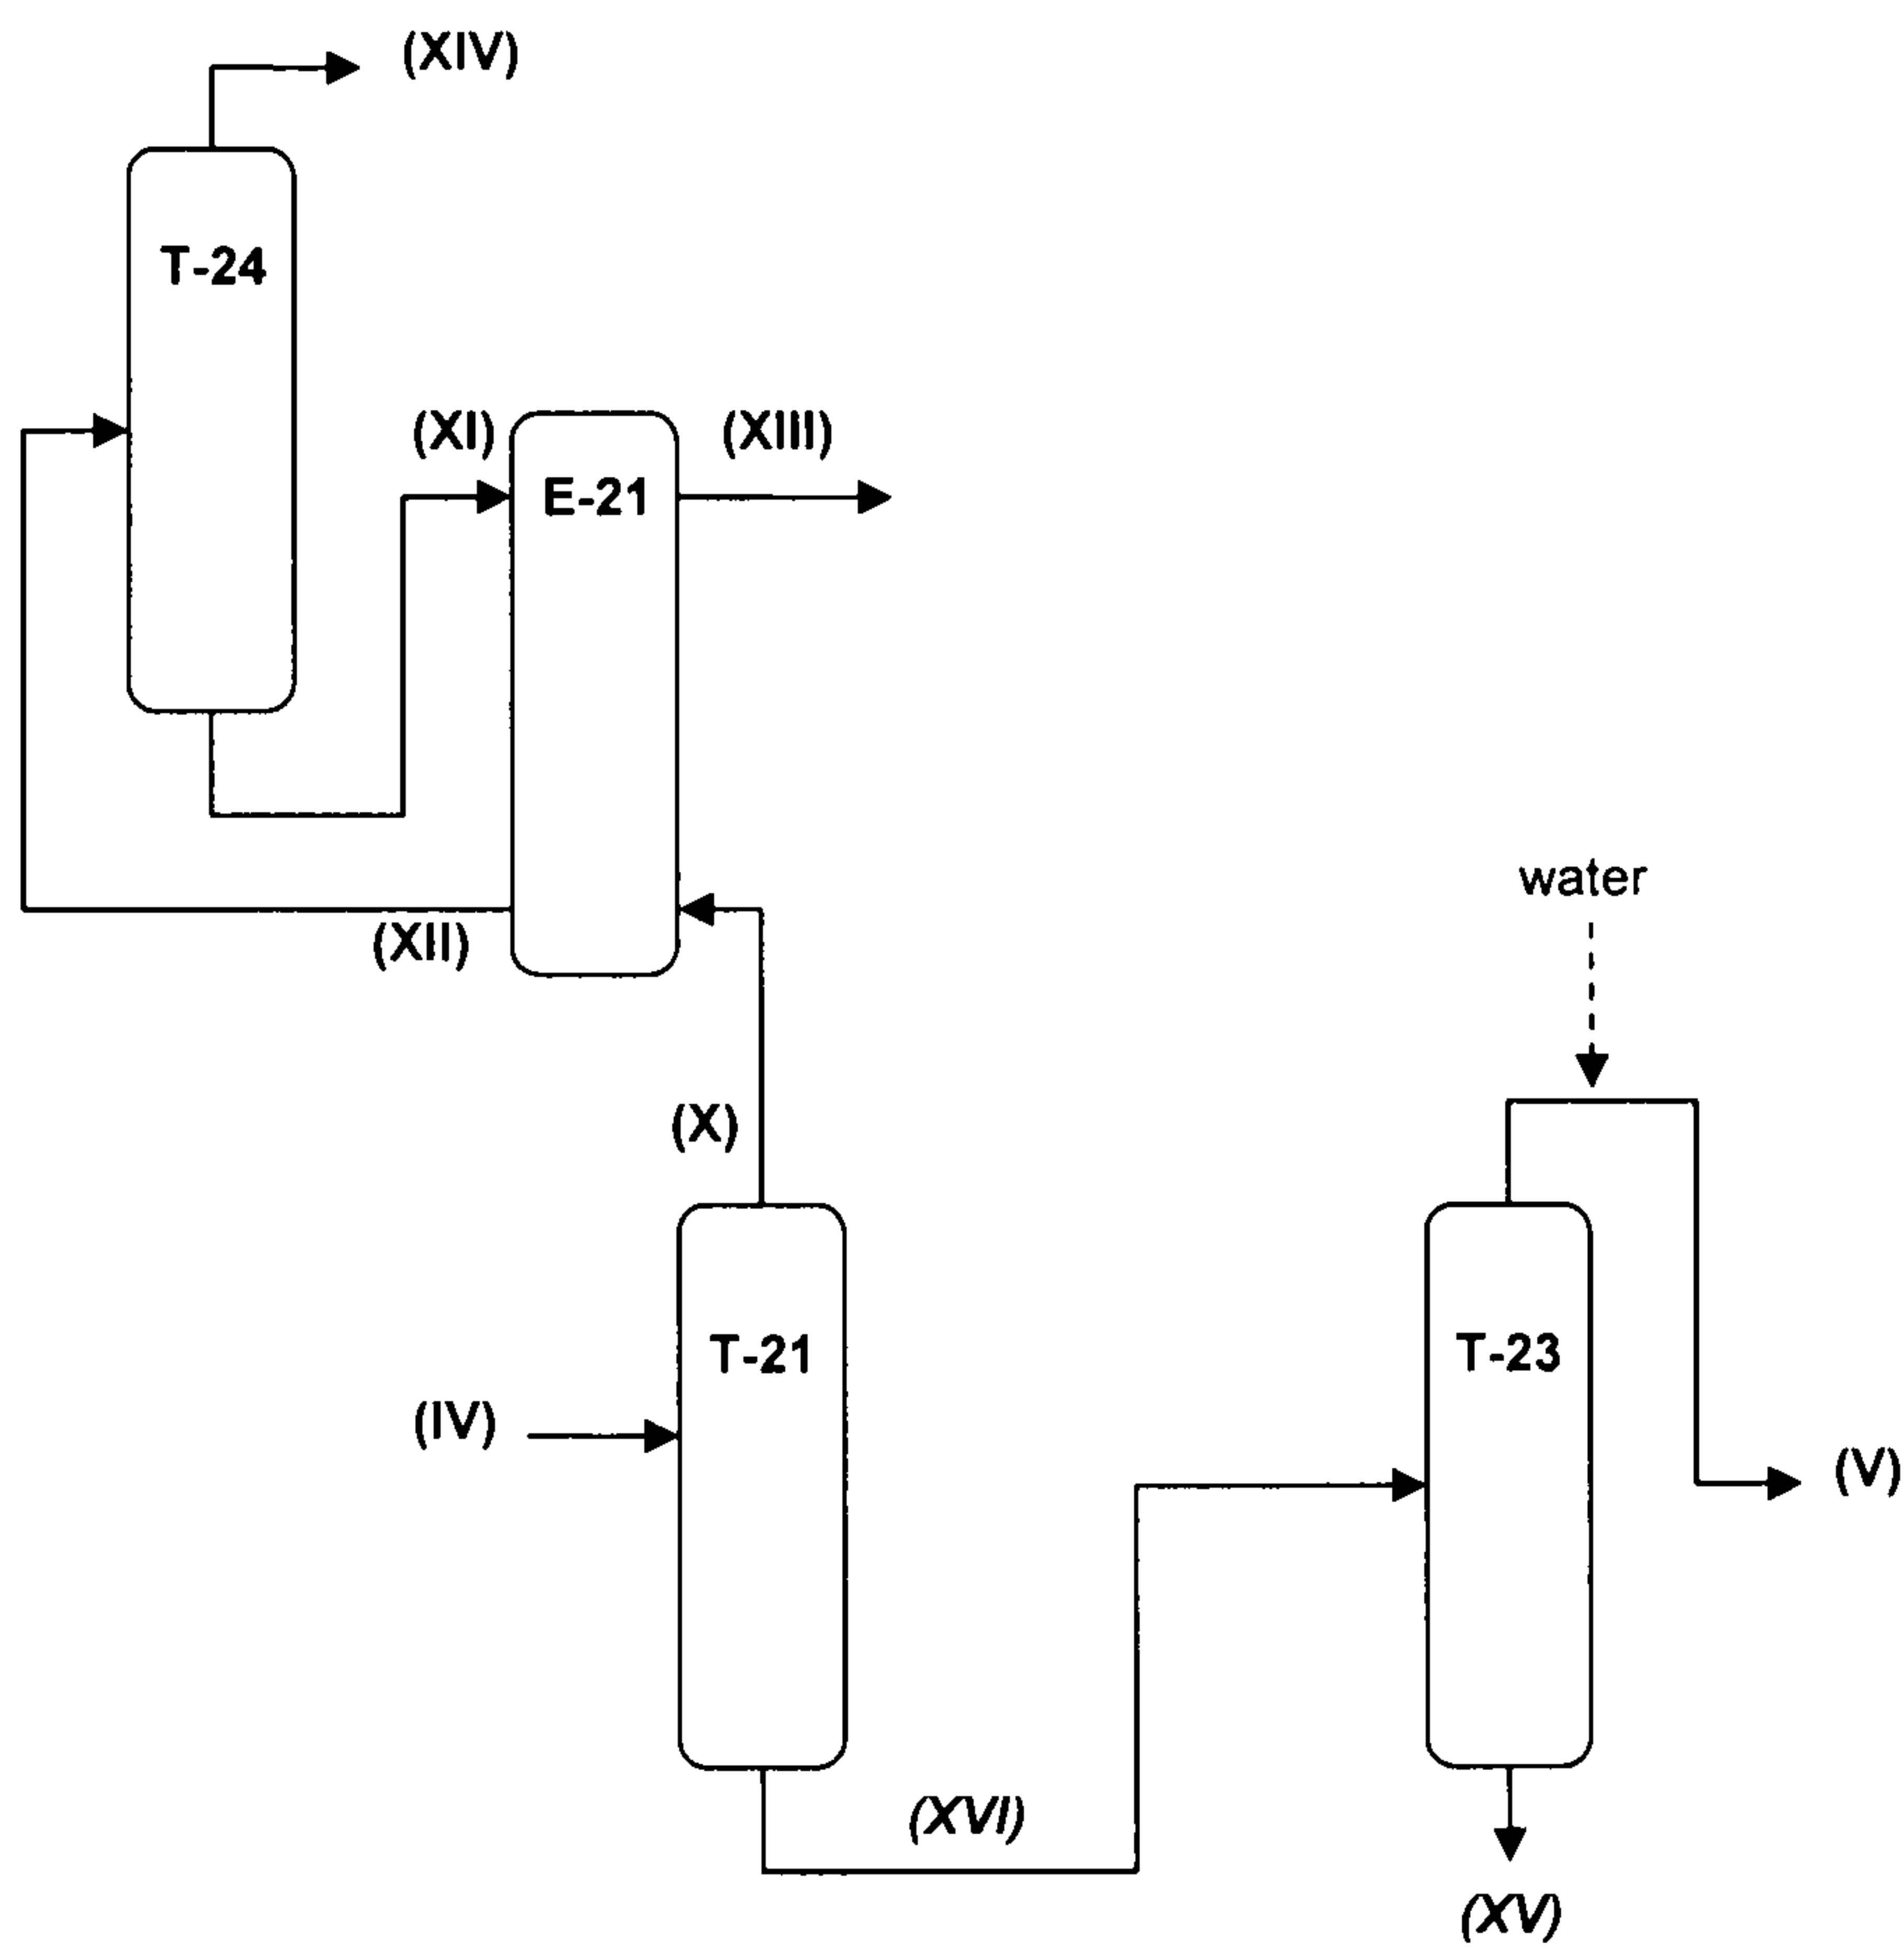 (XIV)
T-24
(XI)
(XIII)
E-21
water
(XII)
(X)
T-21
T-23
(IV)
(V)
(XVI)
(XV)